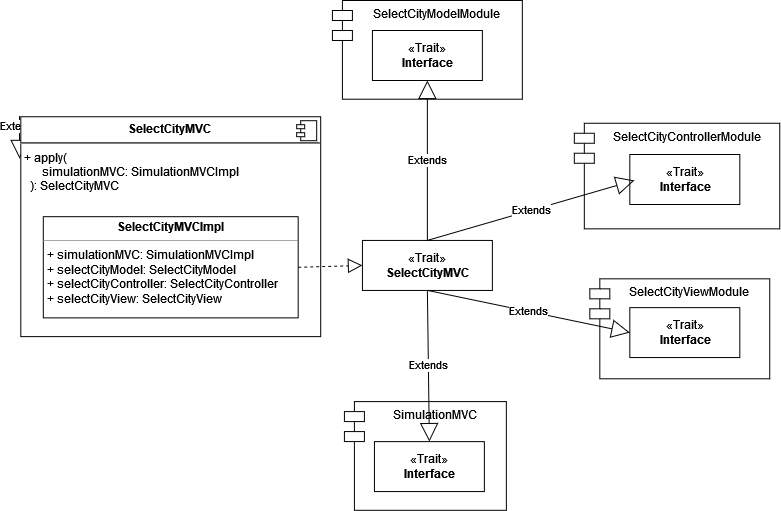 SelectCityModelModule
«Trait»
Interface
Exte
SelectCityMVC
+ apply(
simulationMVC: SimulationMVCImpl
): SelectCityMVC
SelectCityMVCImpl
+ simulationMVC: SimulationMVCImpl
+ selectCityModel: SelectCityModel
+ selectCityController: SelectCityController
+ selectCityView: SelectCityView
Extends
«Trait»
SelectCityMVC
Extends
SelectCityControllerModule
«Trait»
Interface
Extends
SelectCityViewModule
«Trait»
Interface
Extends
SimulationMVC
«Trait»
Interface